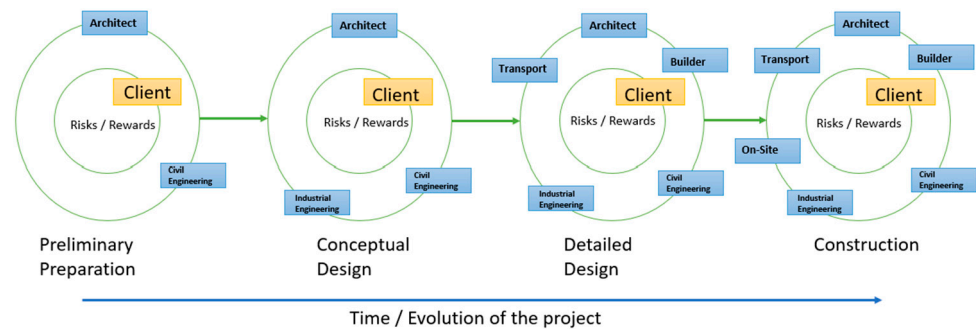 Architect
Client
Risks / Rewards
Civil
Engineering
Preliminary
Preparation
Architect
Client
Risks / Rewards
Civil
Engineering
Industrial
Engineering
Conceptual
Design
Architect
Builder
Transport
Client
Risks / Rewards
Civil
Engineering
Industrial
Engineering
Detailed
Design
Architect
Builder
Transport
Client
Risks / Rewards
On-Site
Civil
Engineering
Industrial
Engineering
Construction
Time / Evolution of the project